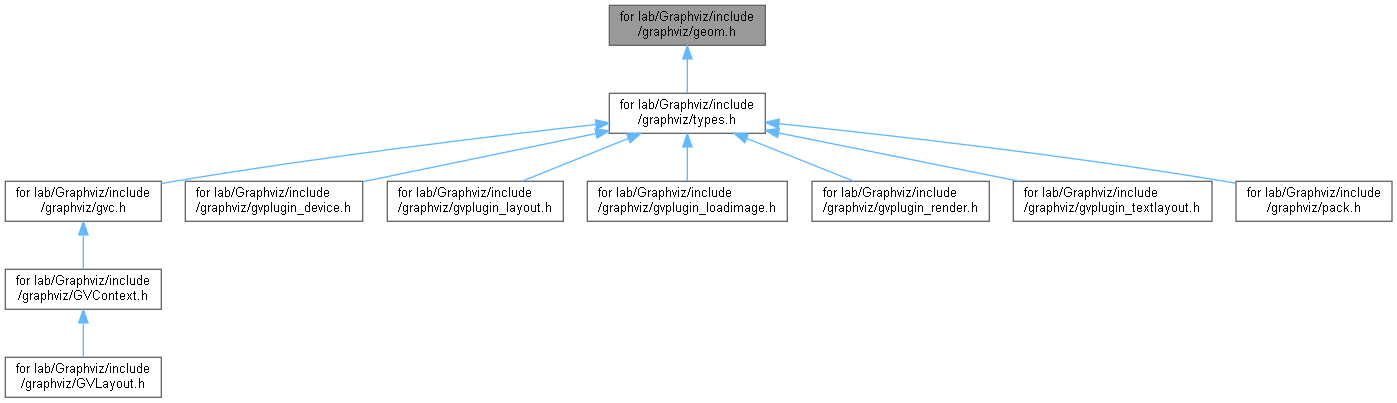 for lab/Graphviz/include
/graphviz/geom.h
for lab/Graphviz/include
/graphviz/types.h
for lab/Graphviz/include
/graphviz/gvc.h
for lab/Graphviz/include
/graphviz/gvplugin_device.h
for lab/Graphviz/include
/graphviz/gvplugin_layout.h
for lab/Graphviz/include
/graphviz/gvplugin_loadimage.h
for lab/Graphviz/include
/graphviz/gvplugin_render.h
for lab/Graphviz/include
/graphviz/gvplugin_textlayout.h
for lab/Graphviz/include
/graphviz/pack.h
for lab/Graphviz/include
/graphviz/GVContext.h
for lab/Graphviz/include
/graphviz/GVLayout.h